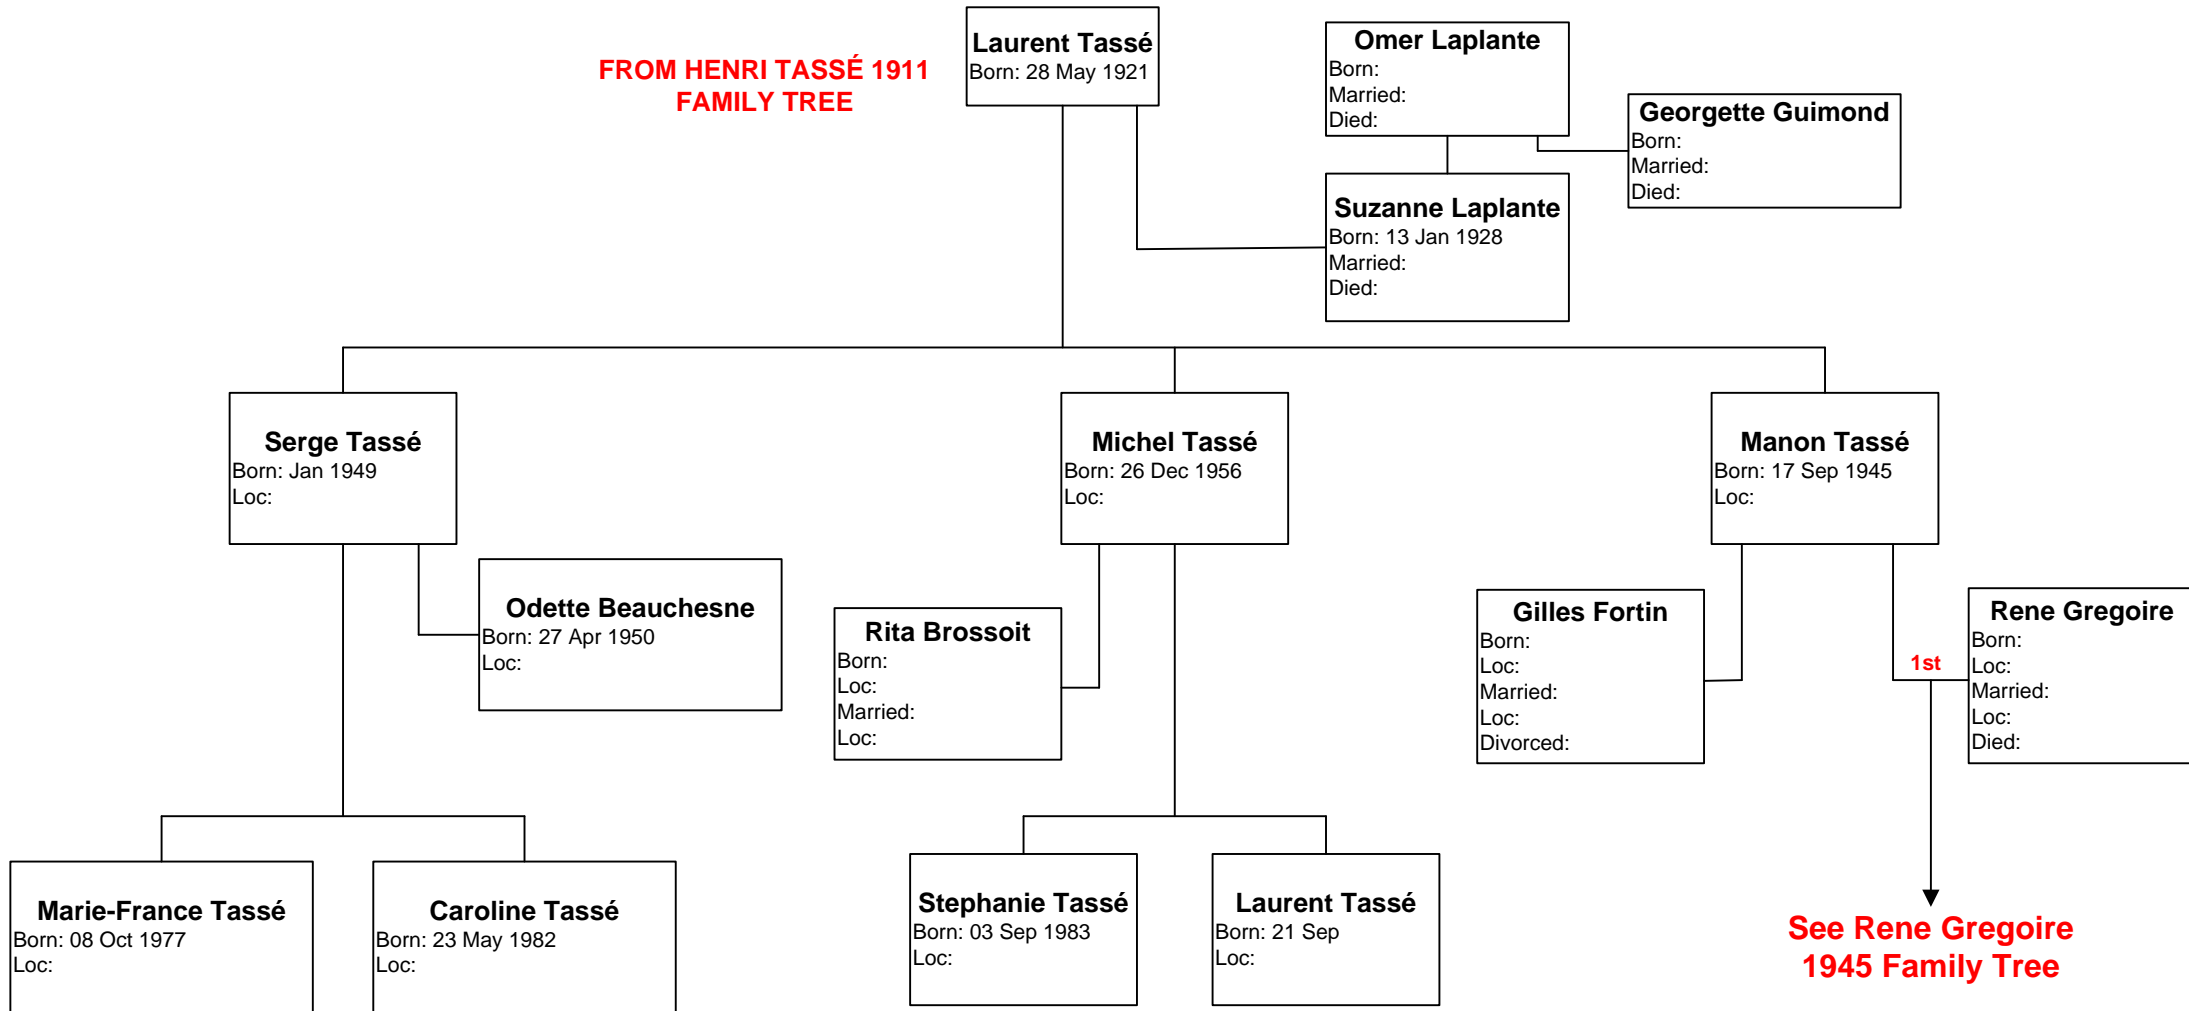 FROM HENRI TASSÉ 1911
FAMILY TREE
Laurent Tassé
Born: 28 May 1921
Omer Laplante
Born:
Married:
Died:
Georgette Guimond
Born:
Married:
Died:
Suzanne Laplante
Born: 13 Jan 1928
Married:
Died:
Serge Tassé
Born: Jan 1949
Loc:
Michel Tassé
Born: 26 Dec 1956
Loc:
Manon Tassé
Born: 17 Sep 1945
Loc:
Odette Beauchesne
Born: 27 Apr 1950
Loc:
Rita Brossoit
Born:
Loc:
Married:
Loc:
Gilles Fortin
Born:
Loc:
Married:
Loc:
Divorced:
1st
Rene Gregoire
Born:
Loc:
Married:
Loc:
Died:
Marie-France Tassé
Born: 08 Oct 1977
Loc:
Caroline Tassé
Born: 23 May 1982
Loc:
Stephanie Tassé
Born: 03 Sep 1983
Loc:
Laurent Tassé
Born: 21 Sep
Loc:
See Rene Gregoire
1945 Family Tree